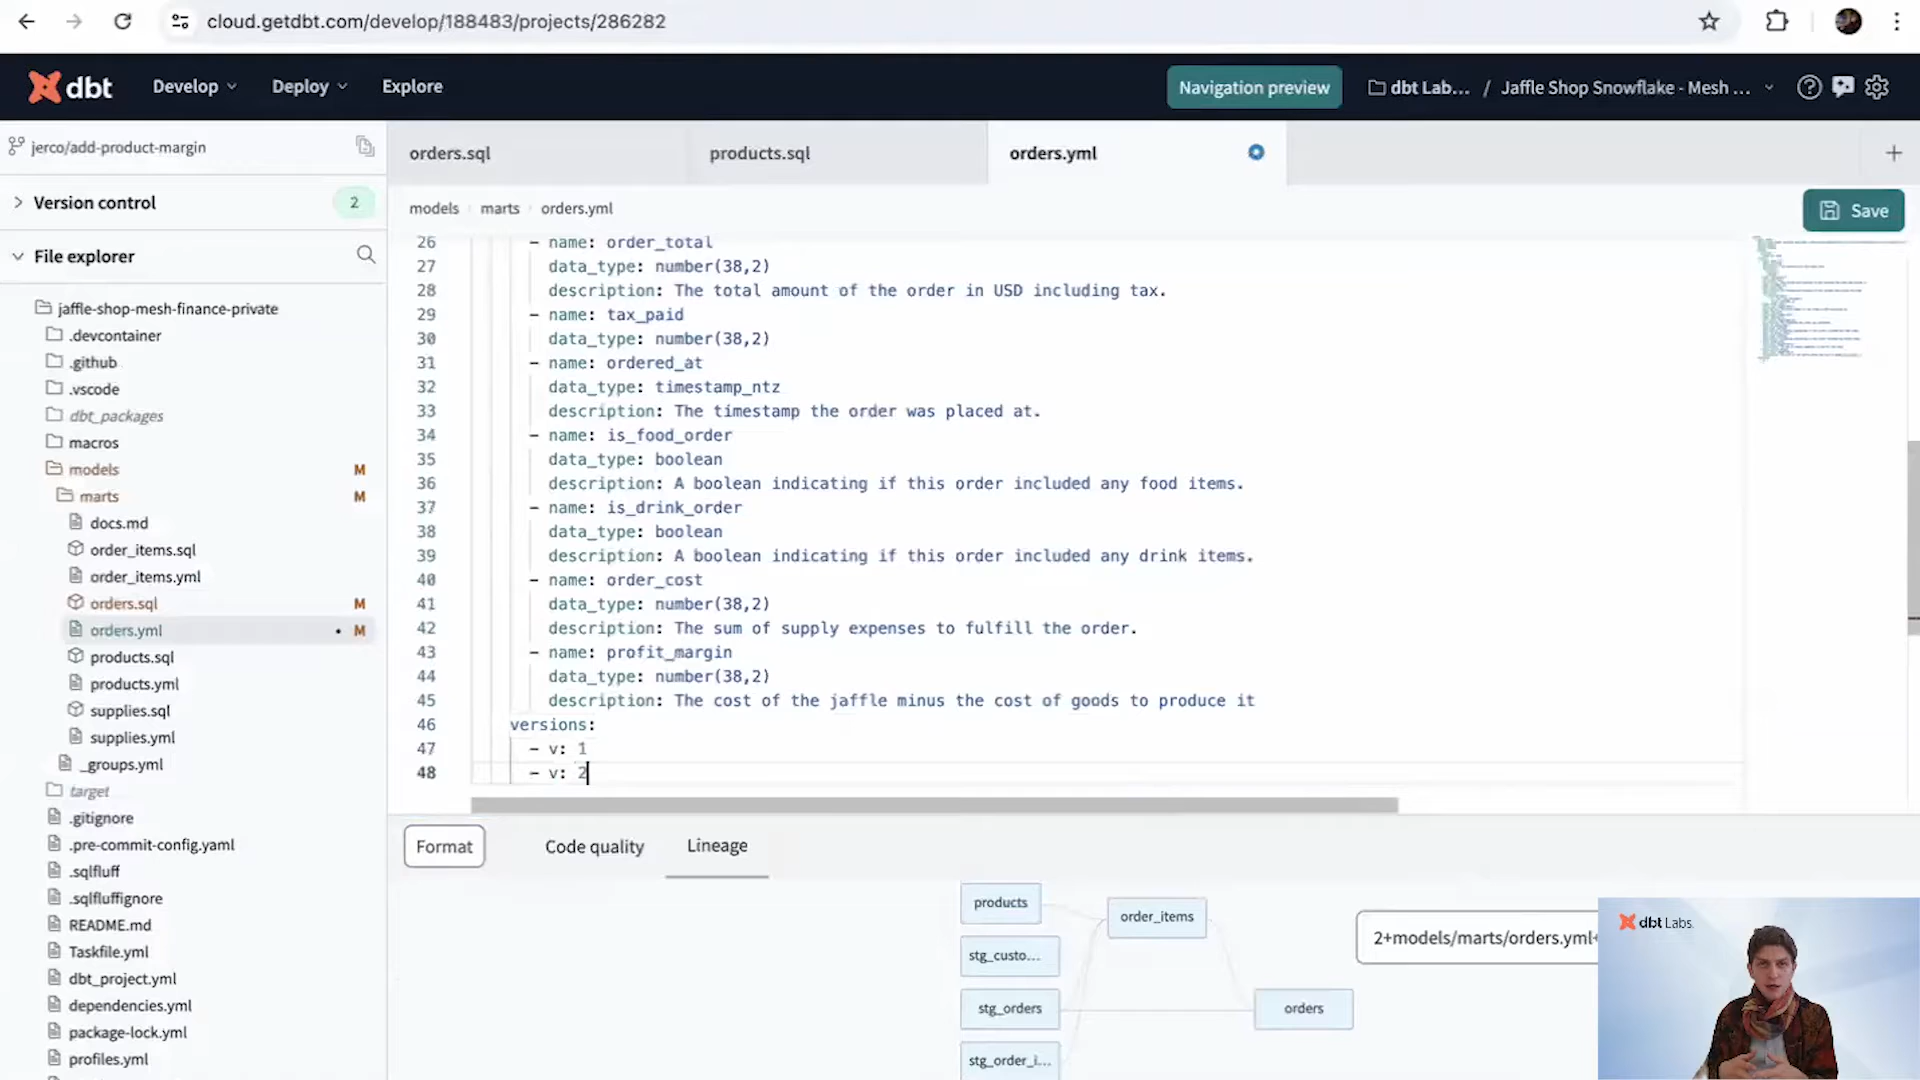 cloud.getdbt.com/develop/188483/projects/286282
dbt
Develop
Deploy
Explore
Navigation preview
dbt Lab... / Jaffle Shop Snowflake - Mesh ...
jerco/add-product-margin
Version control
2
File explorer
jaffle-shop-mesh-finance-private
.devcontainer
.github
.vscode
dbt_packages
macros
models M
marts M
docs.md
order_items.sql
order_items.yml
orders.sql M
orders.yml • M
products.sql
products.yml
supplies.sql
supplies.yml
_groups.yml
target
.gitignore
.pre-commit-config.yaml
.sqlfluff
.sqlfluffignore
README.md
Taskfile.yml
dbt_project.yml
dependencies.yml
package-lock.yml
profiles.yml
orders.sql
products.sql
orders.yml
models marts orders.yml
Save
26 - name: order_total
27 data_type: number(38,2)
28 description: The total amount of the order in USD including tax.
29 - name: tax_paid
30 data_type: number(38,2)
31 - name: ordered_at
32 data_type: timestamp_ntz
33 description: The timestamp the order was placed at.
34 - name: is_food_order
35 data_type: boolean
36 description: A boolean indicating if this order included any food items.
37 - name: is_drink_order
38 data_type: boolean
39 description: A boolean indicating if this order included any drink items.
40 - name: order_cost
41 data_type: number(38,2)
42 description: The sum of supply expenses to fulfill the order.
43 - name: profit_margin
44 data_type: number(38,2)
45 description: The cost of the jaffle minus the cost of goods to produce it
46 versions:
47 - v: 1
48 - v: 2
Format
Code quality
Lineage
products
order_items
stg_custo...
stg_orders
orders
stg_order_i...
2+models/marts/orders.yml+
dbt Labs